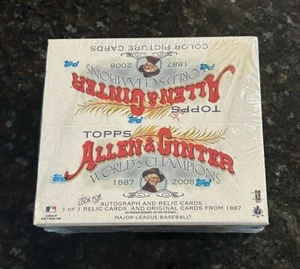 COLOR PICTURE CARDS
1887 2008
WORLD'S CHAMPIONS
ALLEN & GINTER
TOPPS
TOPPS
ALLEN & GINTER
WORLD'S CHAMPIONS
1887 2008
LOOK FOR
AUTOGRAPH AND RELIC CARDS
1 OF 1 RELIC CARDS AND ORIGINAL CARDS FROM 1887
MAJOR LEAGUE BASEBALL